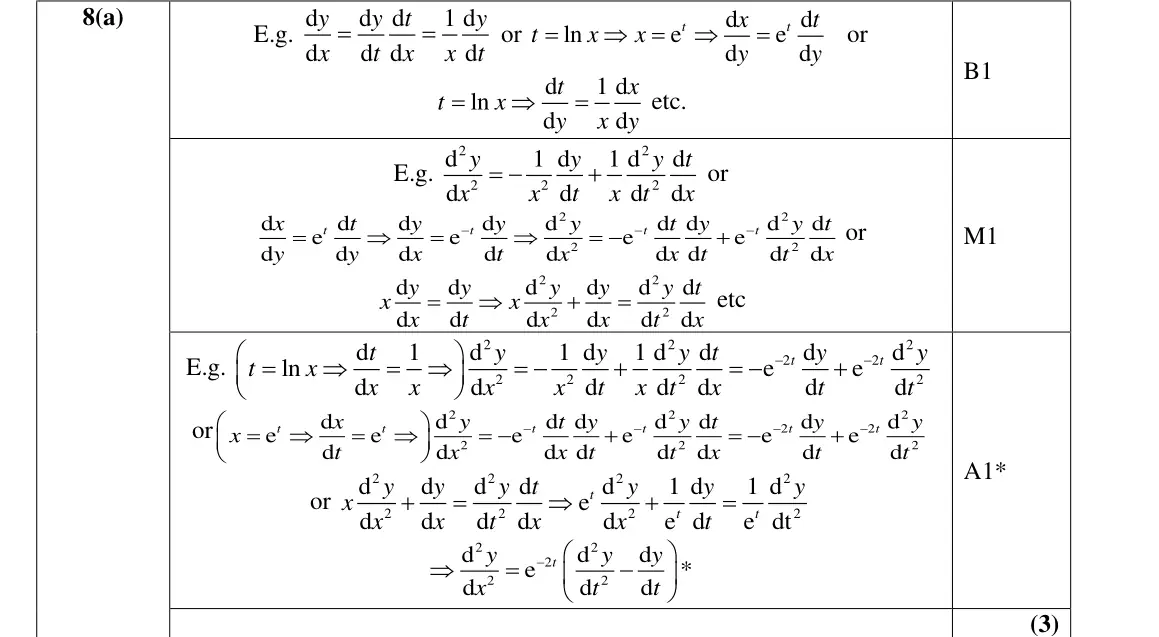 8(a)
E.g. dy/dx = dy/dt dt/dx = 1/x dy/dt or t = ln x ⇒ x = e^t ⇒ dx/dy = e^t dt/dy or
t = ln x ⇒ dt/dy = 1/x dx/dy etc.
B1
E.g. d²y/dx² = −1/x² dy/dt + 1/x d²y/dt² dt/dx or
dx/dy = e^t dt/dy ⇒ dy/dx = e^−t dy/dt ⇒ d²y/dx² = −e^−t dt/dx dy/dt + e^−t d²y/dt² dt/dx or
x dy/dx = dy/dt ⇒ x d²y/dx² + dy/dx = d²y/dt² dt/dx etc
M1
E.g. (t = ln x ⇒ dt/dx = 1/x ⇒) d²y/dx² = −1/x² dy/dt + 1/x d²y/dt² dt/dx = −e^−2t dy/dt + e^−2t d²y/dt²
or (x = e^t ⇒ dx/dt = e^t ⇒) d²y/dx² = −e^−t dt/dx dy/dt + e^−t d²y/dt² dt/dx = −e^−2t dy/dt + e^−2t d²y/dt²
or x d²y/dx² + dy/dx = d²y/dt² dt/dx ⇒ e^t d²y/dx² + 1/e^t dy/dt = 1/e^t d²y/dt²
⇒ d²y/dx² = e^−2t (d²y/dt² − dy/dt)*
A1*
(3)